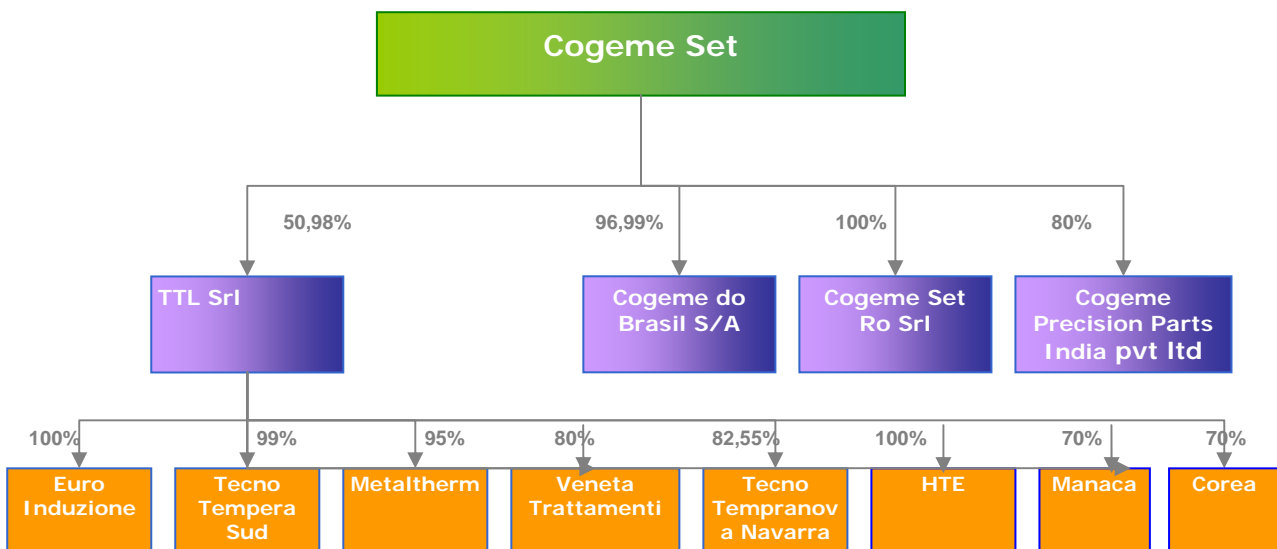 Cogeme Set
50,98%
96,99%
100%
80%
TTL Srl
Cogeme do
Brasil S/A
Cogeme Set
Ro Srl
Cogeme
Precision Parts
India pvt ltd
100%
99%
95%
80%
82,55%
100%
70%
70%
Euro
Induzione
Tecno
Tempera
Sud
Metaltherm
Veneta
Trattamenti
Tecno
Tempranov
a Navarra
HTE
Manaca
Corea